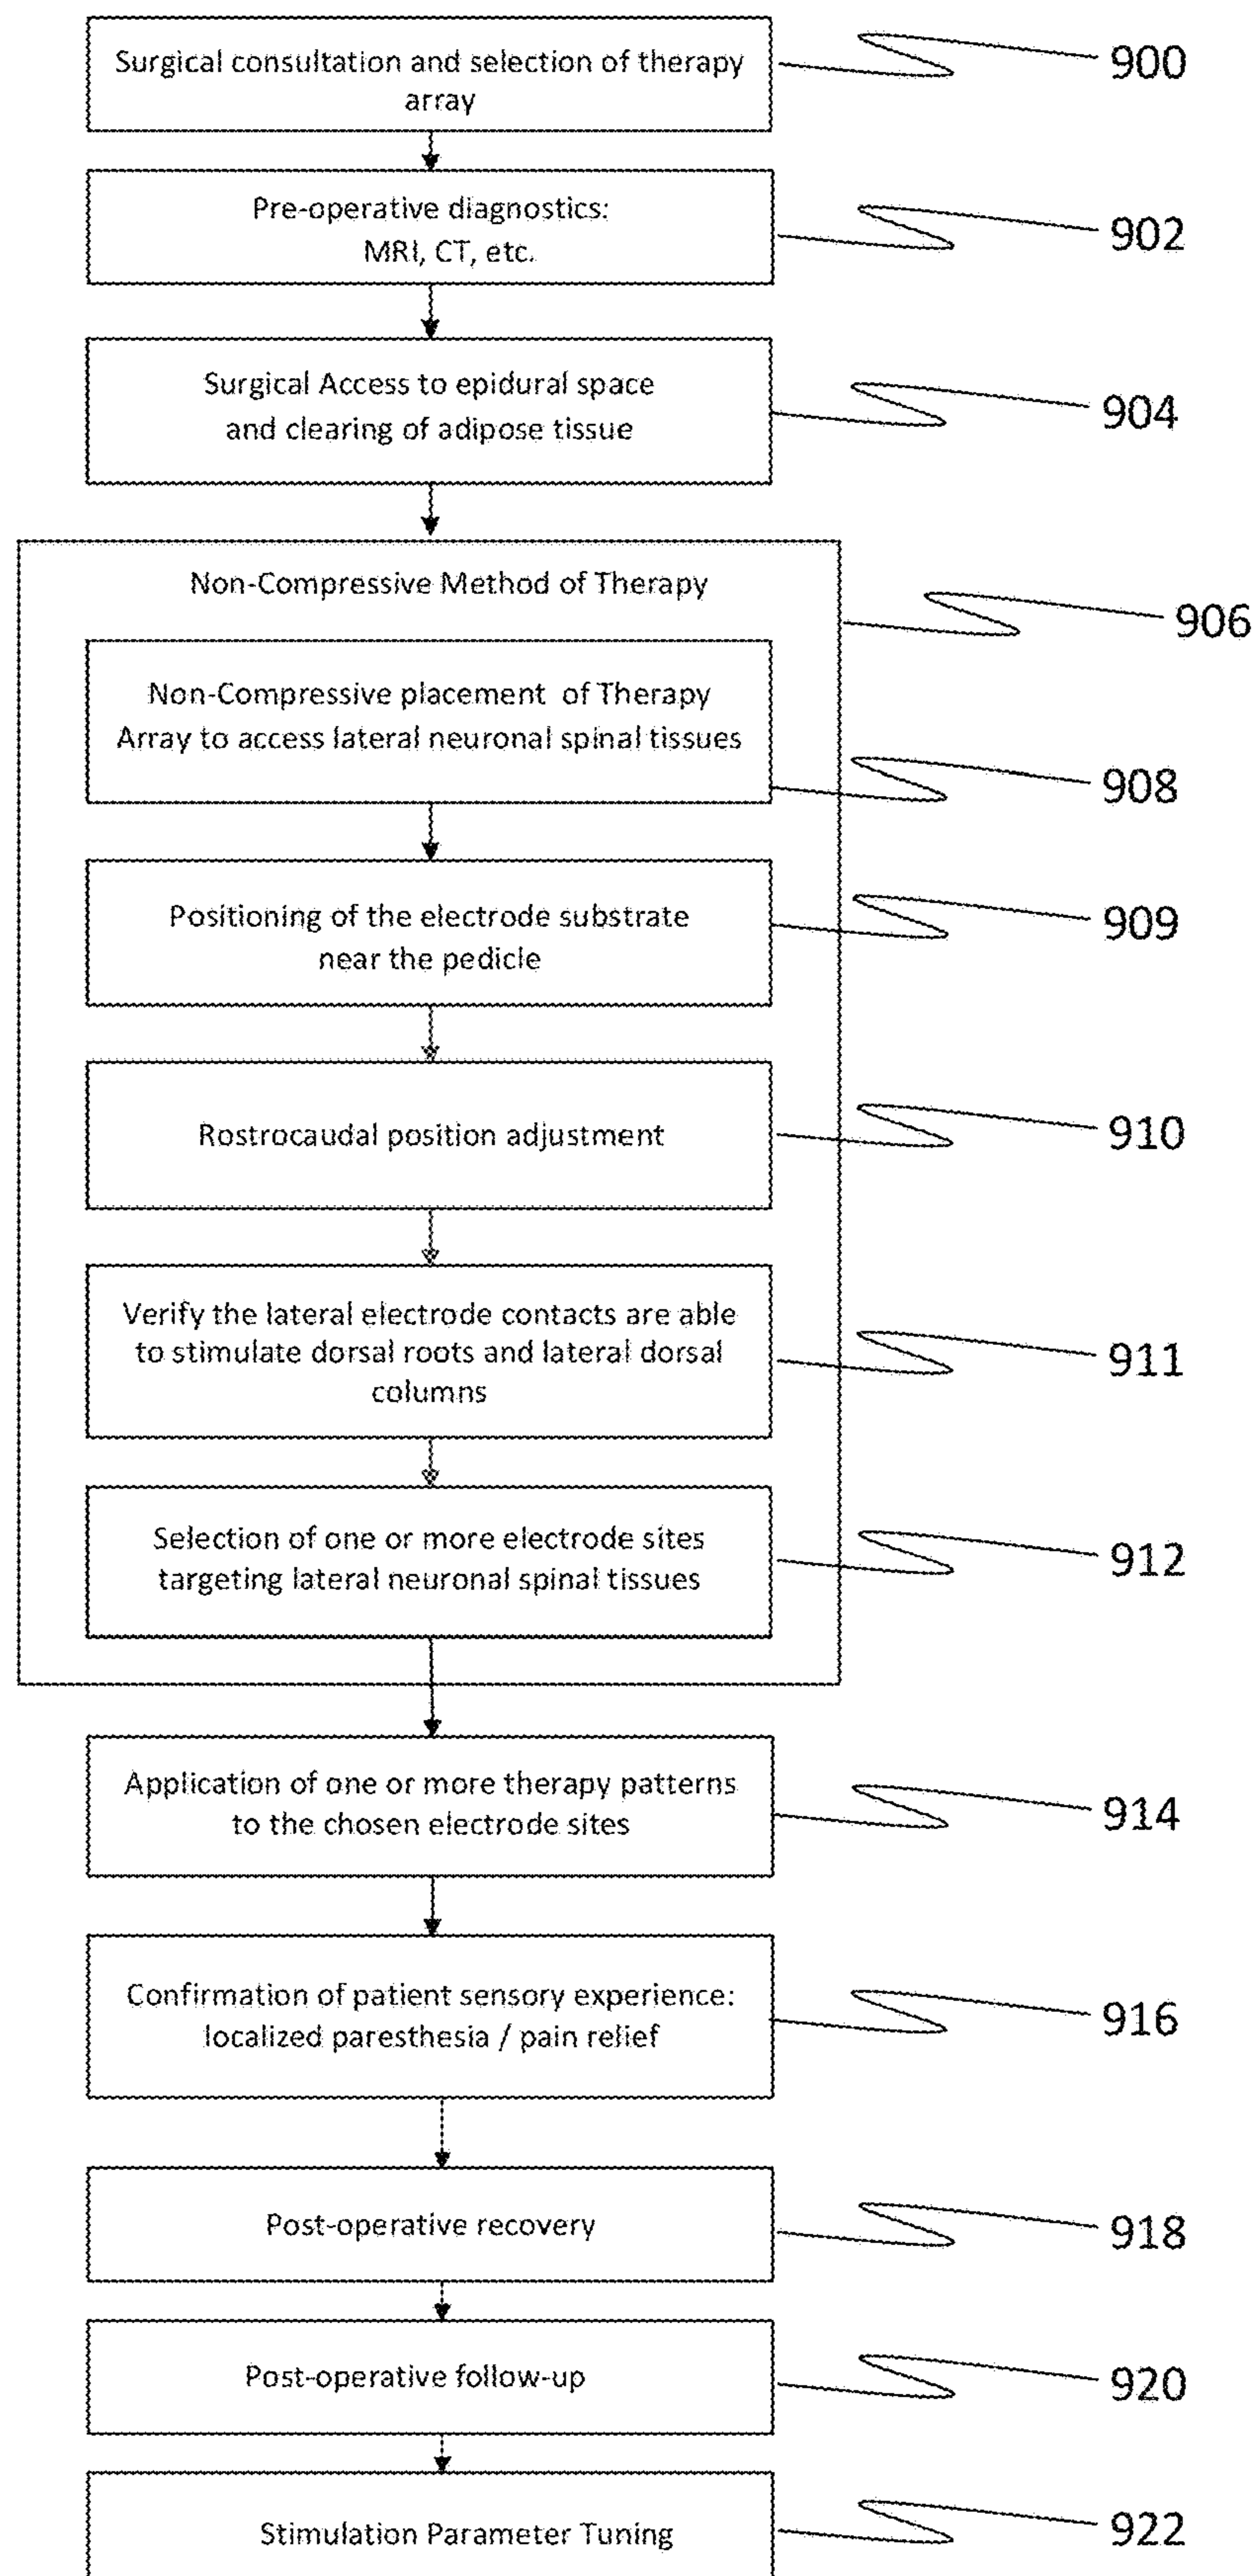 Surgical consultation and selection of therapy
array
900
Pre-operative diagnostics:
MRI, CT, etc.
902
Surgical Access to epidural space
and clearing of adipose tissue
904
Non-Compressive Method of Therapy
906
Non-Compressive placement of Therapy
Array to access lateral neuronal spinal tissues
908
Positioning of the electrode substrate
near the pedicle
909
Rostrocaudal position adjustment
910
Verify the lateral electrode contacts are able
to stimulate dorsal roots and lateral dorsal
columns
911
Selection of one or more electrode sites
targeting lateral neuronal spinal tissues
912
Application of one or more therapy patterns
to the chosen electrode sites
914
Confirmation of patient sensory experience:
localized paresthesia / pain relief
916
Post-operative recovery
918
Post-operative follow-up
920
Stimulation Parameter Tuning
922